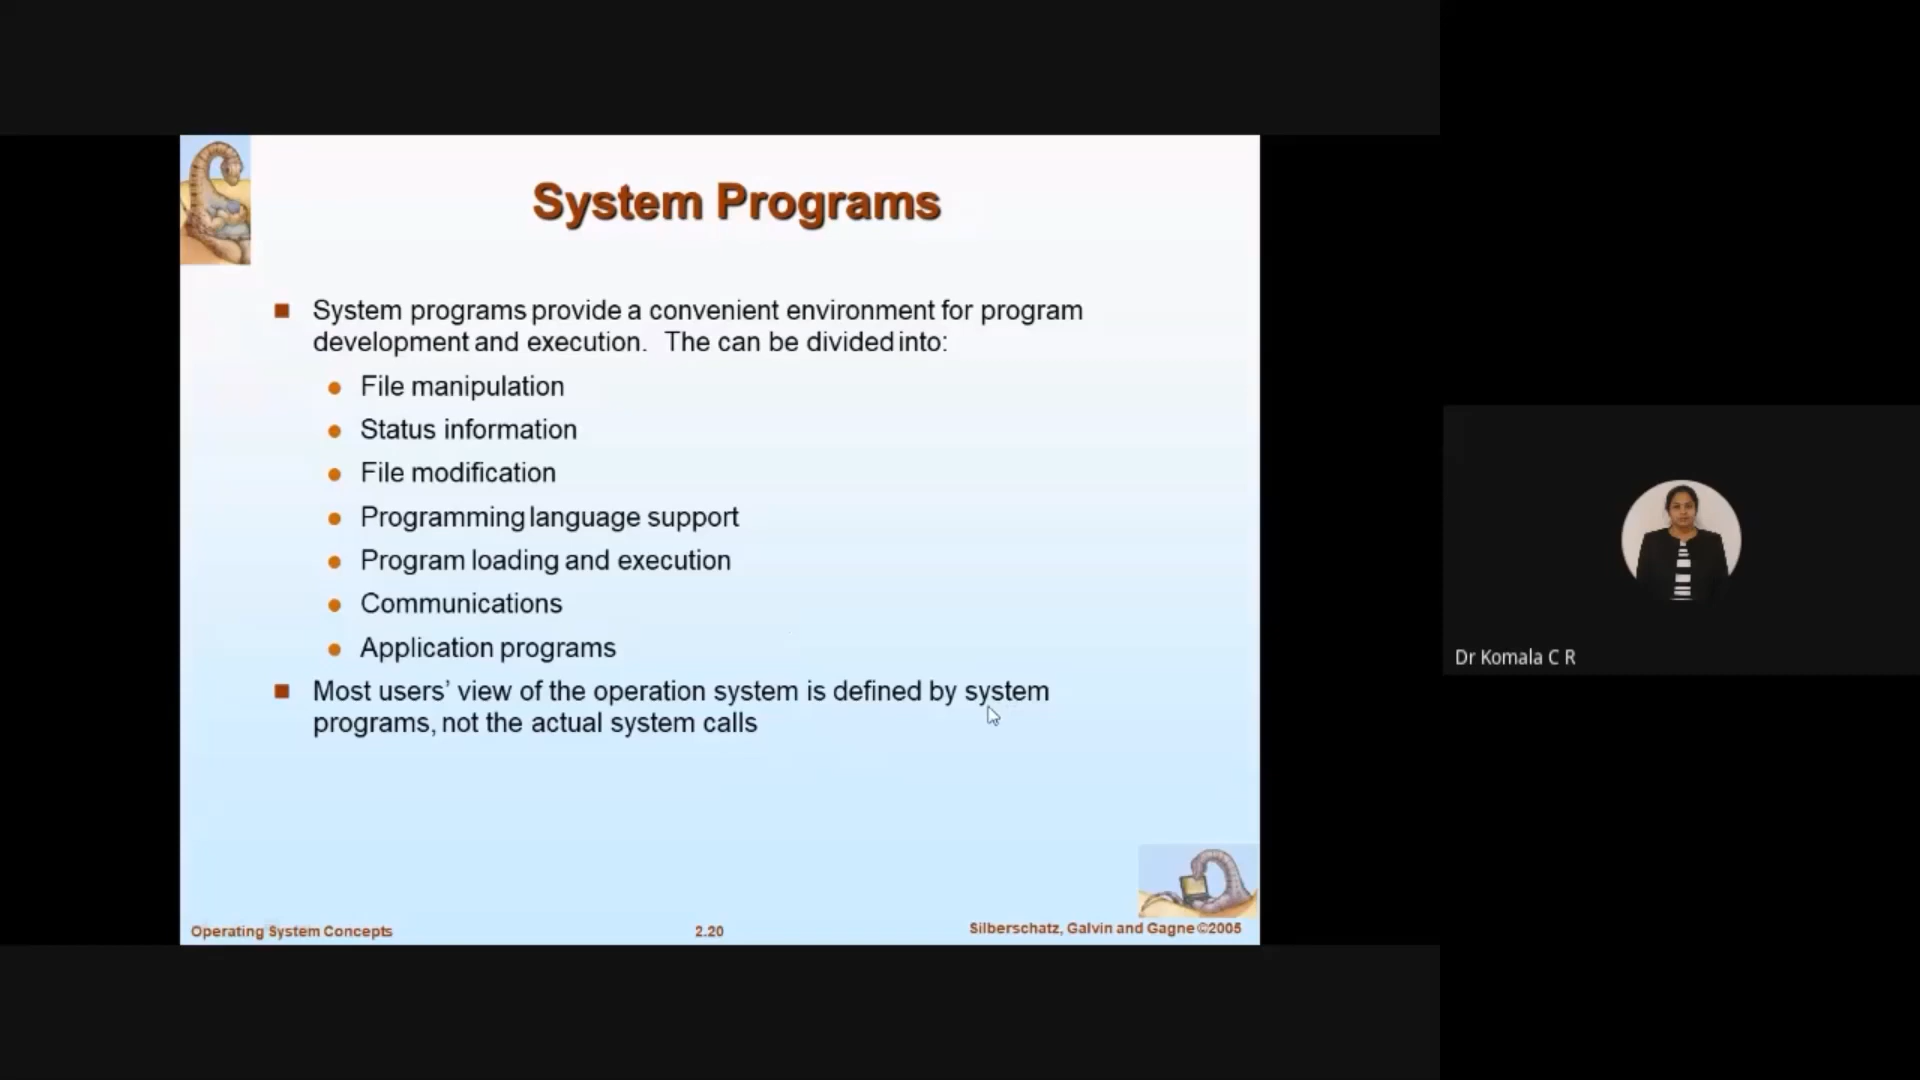 System Programs
System programs provide a convenient environment for program
development and execution. The can be divided into:
File manipulation
Status information
File modification
Programming language support
Program loading and execution
Communications
Application programs
Most users’ view of the operation system is defined by system
programs, not the actual system calls
Operating System Concepts
2.20
Silberschatz, Galvin and Gagne ©2005
Dr Komala C R